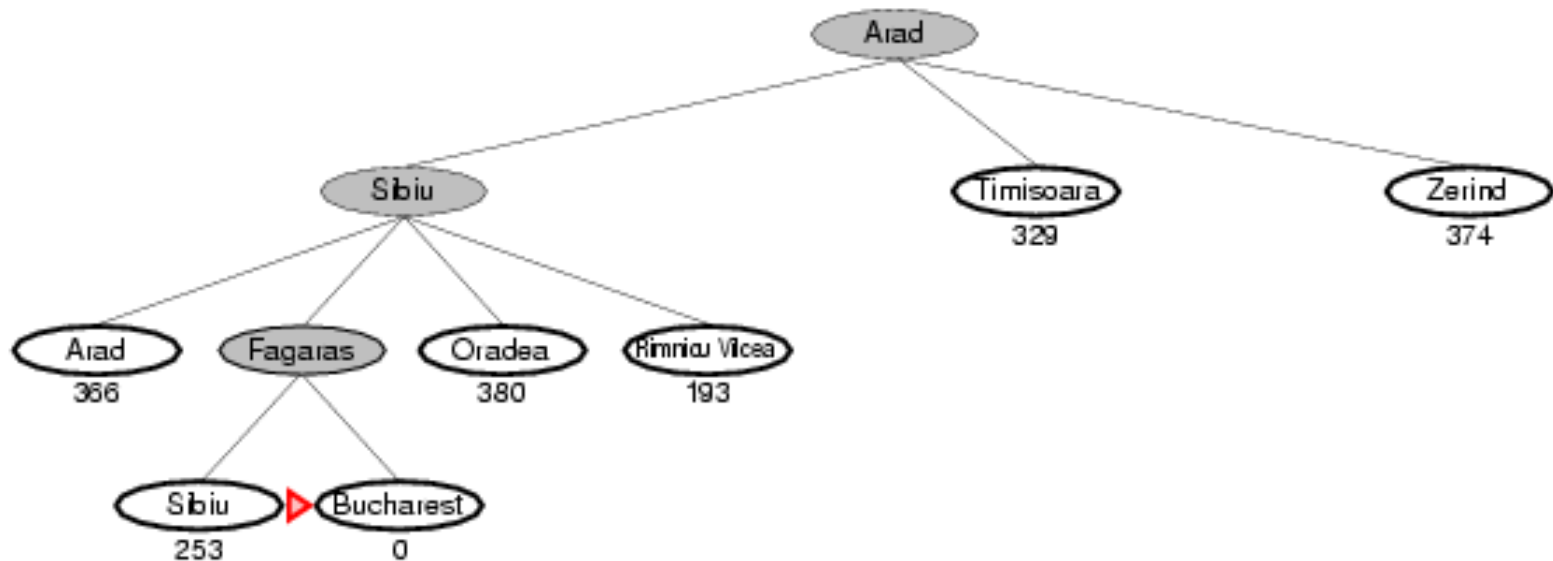 Arad
Sibiu
Timisoara
Zerind
329
374
Arad
Fagaras
Oradea
Rimnicu Vilcea
366
380
193
Sibiu
Bucharest
253
0